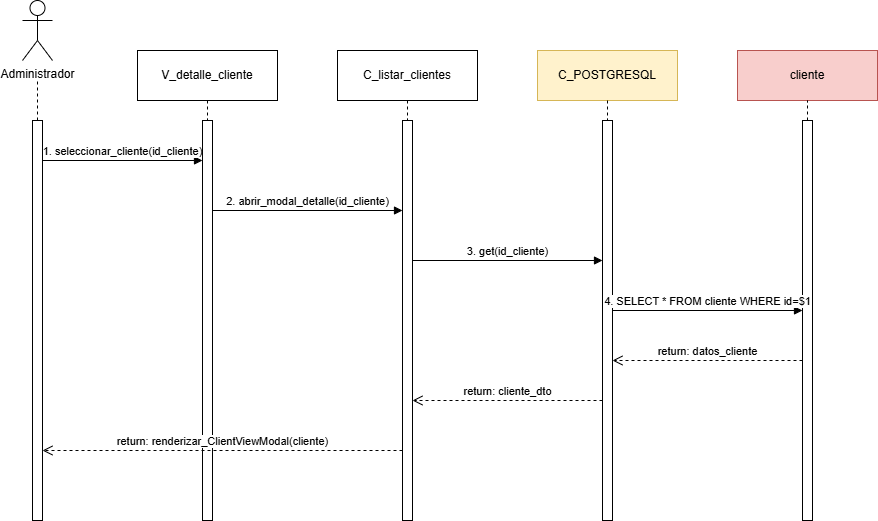 Administrador
V_detalle_cliente
C_listar_clientes
C_POSTGRESQL
cliente
1. seleccionar_cliente(id_cliente)
2. abrir_modal_detalle(id_cliente)
3. get(id_cliente)
4. SELECT * FROM cliente WHERE id=$1
return: datos_cliente
return: cliente_dto
return: renderizar_ClientViewModal(cliente)